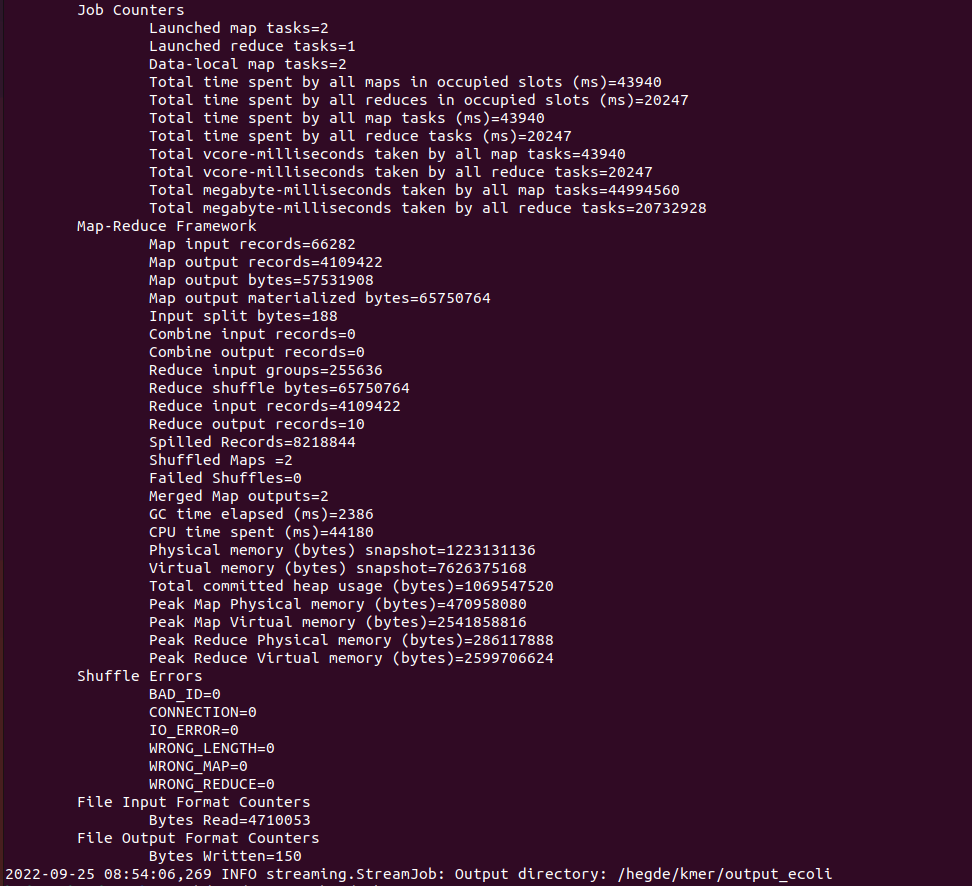 Job Counters
Launched map tasks=2
Launched reduce tasks=1
Data-local map tasks=2
Total time spent by all maps in occupied slots (ms)=43940
Total time spent by all reduces in occupied slots (ms)=20247
Total time spent by all map tasks (ms)=43940
Total time spent by all reduce tasks (ms)=20247
Total vcore-milliseconds taken by all map tasks=43940
Total vcore-milliseconds taken by all reduce tasks=20247
Total megabyte-milliseconds taken by all map tasks=44994560
Total megabyte-milliseconds taken by all reduce tasks=20732928
Map-Reduce Framework
Map input records=66282
Map output records=4109422
Map output bytes=57531908
Map output materialized bytes=65750764
Input split bytes=188
Combine input records=0
Combine output records=0
Reduce input groups=255636
Reduce shuffle bytes=65750764
Reduce input records=4109422
Reduce output records=10
Spilled Records=8218844
Shuffled Maps =2
Failed Shuffles=0
Merged Map outputs=2
GC time elapsed (ms)=2386
CPU time spent (ms)=44180
Physical memory (bytes) snapshot=1223131136
Virtual memory (bytes) snapshot=7626375168
Total committed heap usage (bytes)=1069547520
Peak Map Physical memory (bytes)=470958080
Peak Map Virtual memory (bytes)=2541858816
Peak Reduce Physical memory (bytes)=286117888
Peak Reduce Virtual memory (bytes)=2599706624
Shuffle Errors
BAD_ID=0
CONNECTION=0
IO_ERROR=0
WRONG_LENGTH=0
WRONG_MAP=0
WRONG_REDUCE=0
File Input Format Counters
Bytes Read=4710053
File Output Format Counters
Bytes Written=150
2022-09-25 08:54:06,269 INFO streaming.StreamJob: Output directory: /hegde/kmer/output_ecoli